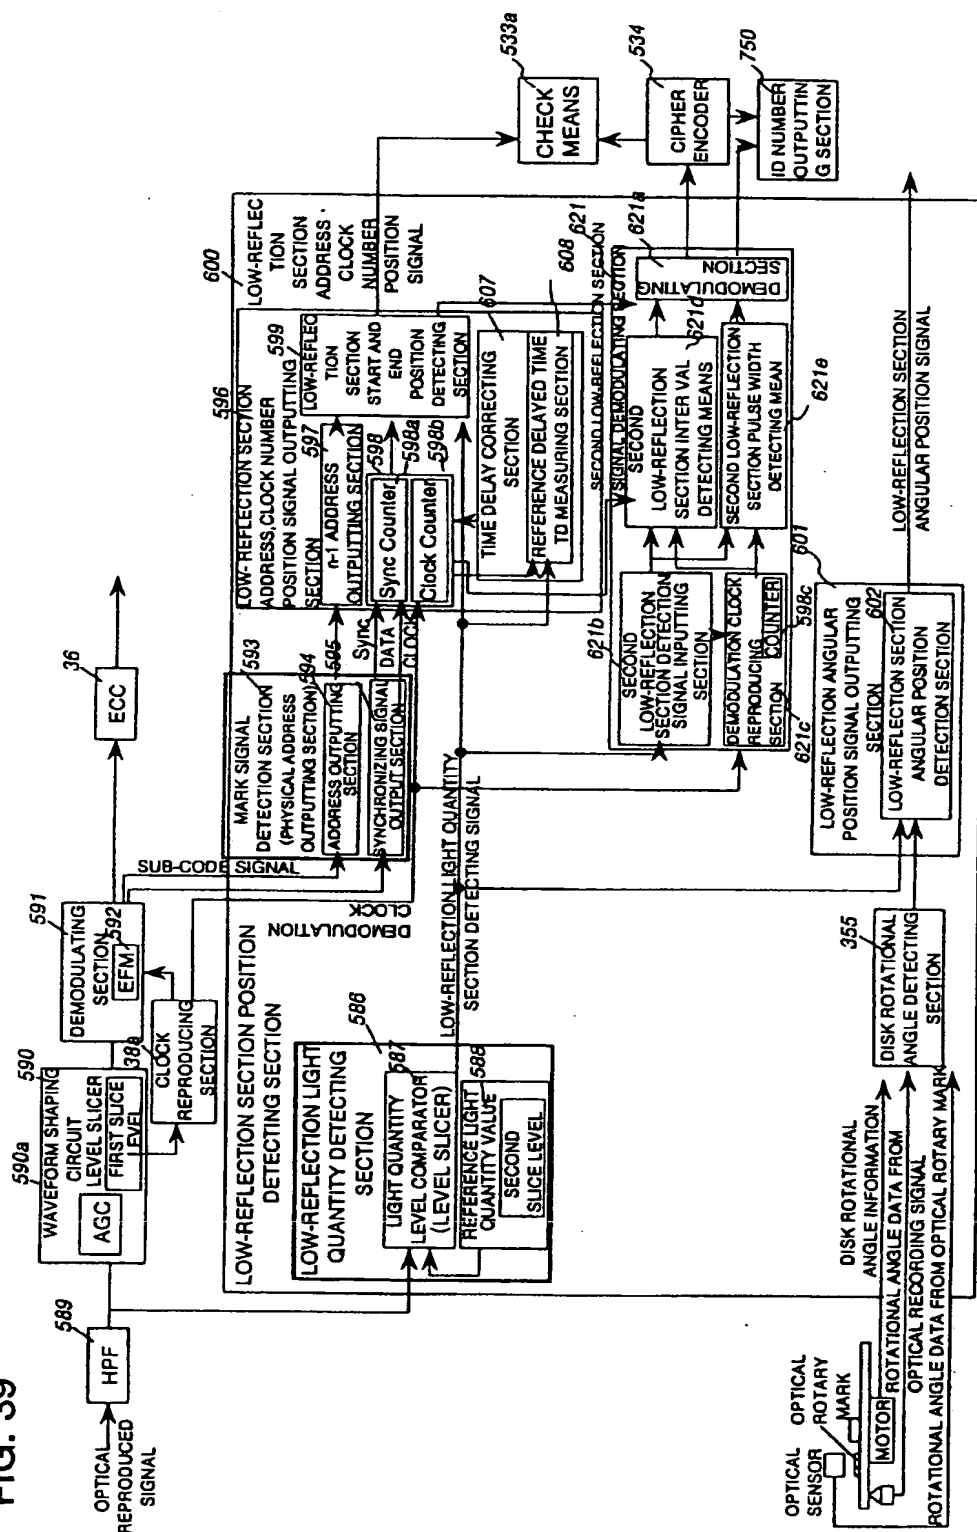 FIG. 39
OPTICAL
REPRODUCED
SIGNAL
589
HPF
590a
590
WAVEFORM SHAPING
CIRCUIT
LEVEL SLICER
FIRST SLICE
LEVEL
AGC
38a
CLOCK
REPRODUCING
SECTION
591
DEMODULATING
SECTION
592
EFM
36
ECC
SUB-CODE SIGNAL
DEMODULATION
CLOCK
LOW-REFLECTION SECTION POSITION
DETECTING SECTION
586
LOW-REFLECTION LIGHT
QUANTITY DETECTING
SECTION
587
LIGHT QUANTITY
LEVEL COMPARATOR
(LEVEL SLICER)
588
REFERENCE LIGHT
QUANTITY VALUE
SECOND
SLICE LEVEL
LOW-REFLECTION LIGHT QUANTITY
SECTION DETECTING SIGNAL
593
MARK SIGNAL
DETECTION SECTION
(PHYSICAL ADDRESS
OUTPUTTING SECTION)
594
595
ADDRESS OUTPUTTING
SECTION
SYNCHRONIZING SIGNAL
OUTPUT SECTION
Sync
DATA
CLOCK
596
LOW- REFLECTION SECTION
ADDRESS,CLOCK NUMBER
POSITION SIGNAL OUTPUTTING
SECTION
597
n-1 ADDRESS
OUTPUTTING SECTION
598
598a
Sync Counter
598b
Clock Counter
599
LOW-REFLEC
TION
SECTION
START AND
END
POSITION
DETECTING
SECTION
600
LOW-REFLEC
TION
SECTION
ADDRESS ·
CLOCK
NUMBER
POSITION
SIGNAL
607
TIME DELAY CORRECTING
SECTION
608
REFERENCE DELAYED TIME
TD MEASURING SECTION
SECOND LOW-REFLECTION SECTION
SIGNAL DEMODULATING SECTION
621
621b
SECOND
LOW-REFLECTION
SECTION DETECTION
SIGNAL INPUTTING
SECTION
DEMODULATION CLOCK
REPRODUCING
SECTION
COUNTER
598c
621c
SECOND
LOW-REFLECTION
SECTION INTER VAL
DETECTING MEANS
621d
SECOND LOW-REFLECTION
SECTION PULSE WIDTH
DETECTING MEAN
621e
621a
DEMODULATING
SECTION
533a
CHECK
MEANS
534
CIPHER
ENCODER
750
ID NUMBER
OUTPUTTIN
G SECTION
601
LOW-REFLECTION ANGULAR
POSITION SIGNAL OUTPUTTING
SECTION
602
LOW-REFLECTION SECTION
ANGULAR POSITION
DETECTION SECTION
LOW-REFLECTION SECTION
ANGULAR POSITION SIGNAL
355
DISK ROTATIONAL
ANGLE DETECTING
SECTION
DISK ROTATIONAL
ANGLE INFORMATION
ROTATIONAL ANGLE DATA FROM
OPTICAL RECORDING SIGNAL
ROTATIONAL ANGLE DATA FROM OPTICAL ROTARY MARK
OPTICAL
SENSOR
OPTICAL
ROTARY
MARK
MOTOR